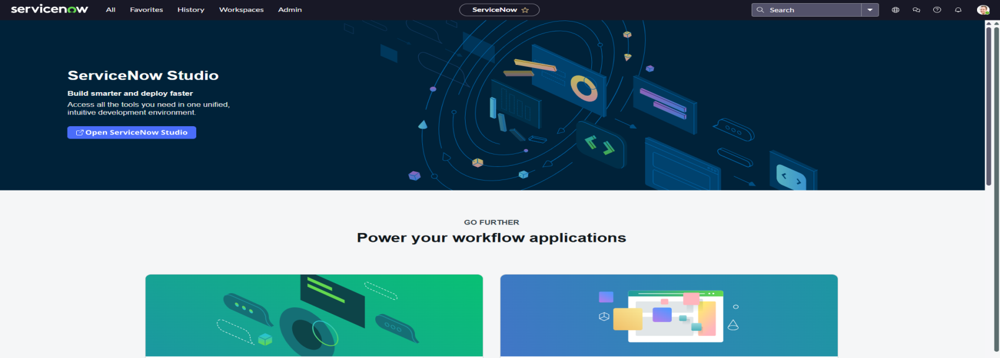 servicenow
All
Favorites
History
Workspaces
Admin
ServiceNow
Search
ServiceNow Studio
Build smarter and deploy faster
Access all the tools you need in one unified,
intuitive development environment.
Open ServiceNow Studio
GO FURTHER
Power your workflow applications